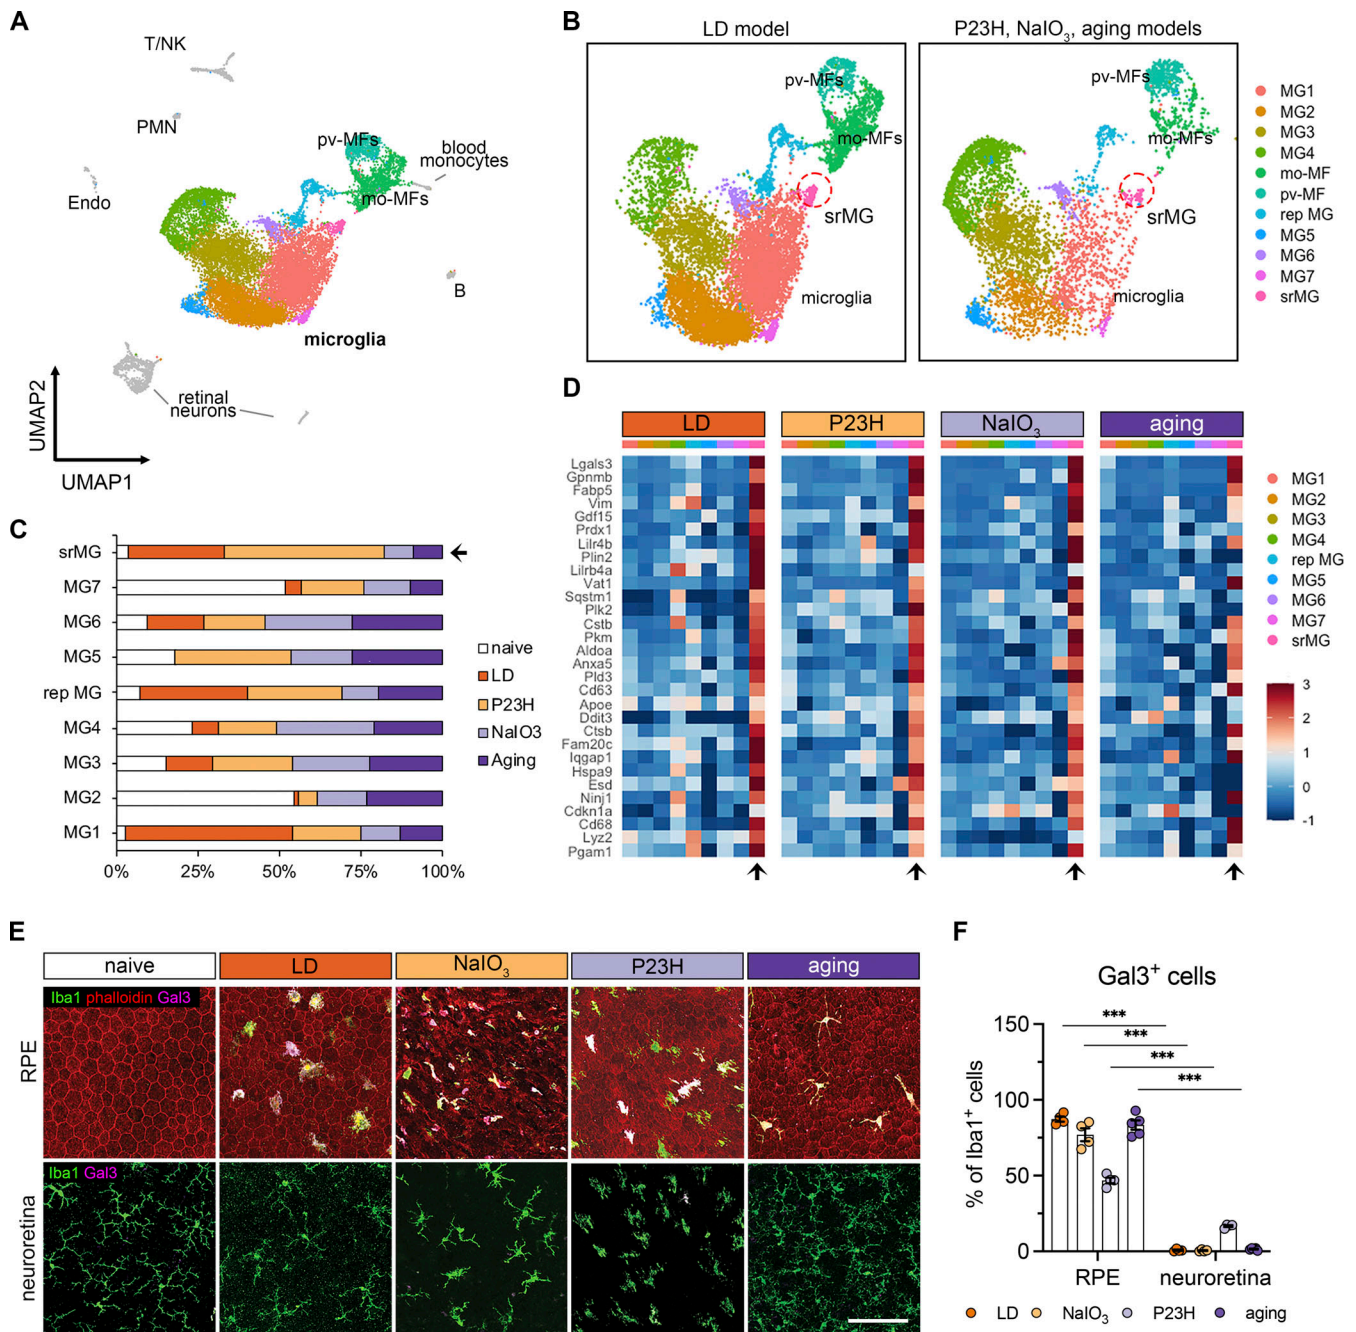 A
T/NK
PMN
Endo
pv-MFs
blood
monocytes
mo-MFs
B
microglia
retinal
neurons
UMAP2
UMAP1
B
LD model
P23H, NaIO₃, aging models
pv-MFs
mo-MFs
srMG
microglia
pv-MFs
mo-MFs
srMG
microglia
MG1
MG2
MG3
MG4
mo-MF
pv-MF
rep MG
MG5
MG6
MG7
srMG
C
srMG
MG7
MG6
MG5
rep MG
MG4
MG3
MG2
MG1
0% 25% 50% 75% 100%
naive
LD
P23H
NaIO3
Aging
D
LD P23H NaIO₃ aging
Lgals3
Gpnmb
Fabp5
Vim
Gdf15
Prdx1
Lilr4b
Plin2
Lilrb4a
Vat1
Sqstm1
Plk2
Cstb
Pkm
Aldoa
Anxa5
Pld3
Cd63
Apoe
Ddit3
Ctsb
Fam20c
Iqgap1
Hspa9
Esd
Ninj1
Cdkn1a
Cd68
Lyz2
Pgam1
MG1
MG2
MG3
MG4
rep MG
MG5
MG6
MG7
srMG
3
2
1
0
-1
E
naive LD NaIO₃ P23H aging
Iba1 phalloidin Gal3
RPE
Iba1 Gal3
neuroretina
F
Gal3⁺ cells
% of Iba1⁺ cells
150
100
50
0
***
***
***
***
RPE neuroretina
LD NaIO₃ P23H aging